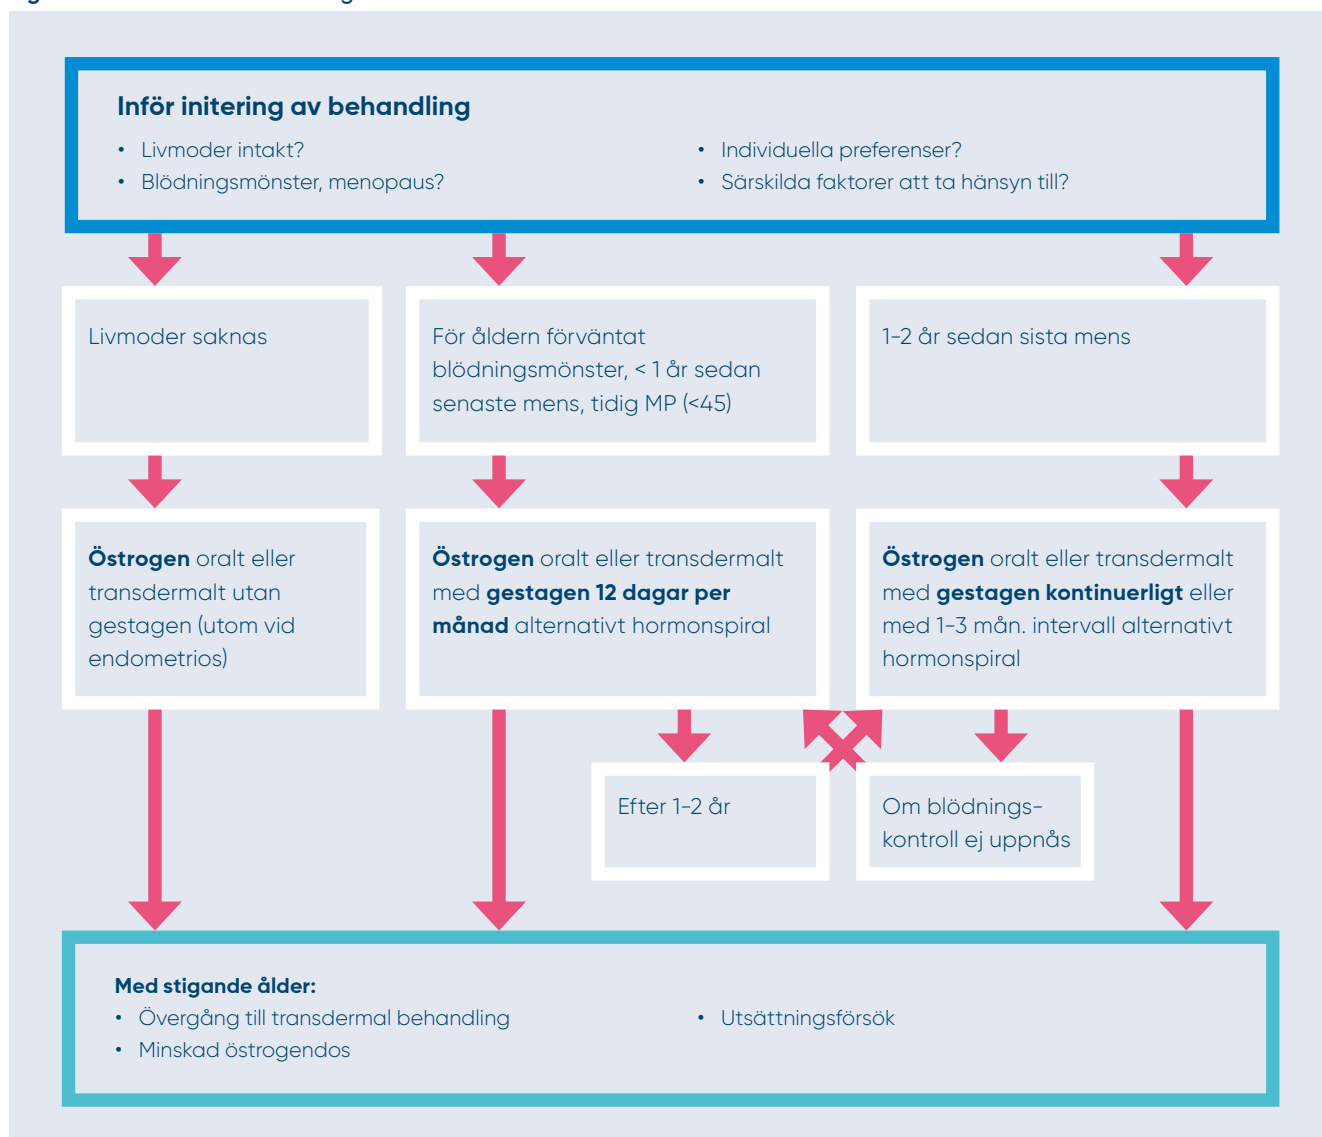 Inför initering av behandling
• Livmoder intakt?
• Blödningsmönster, menopaus?
• Individuella preferenser?
• Särskilda faktorer att ta hänsyn till?
Livmoder saknas
För åldern förväntat
blödningsmönster, < 1 år sedan
senaste mens, tidig MP (<45)
1-2 år sedan sista mens
Östrogen oralt eller
transdermalt utan
gestagen (utom vid
endometrios)
Östrogen oralt eller transdermalt
med gestagen 12 dagar per
månad alternativt hormonspiral
Östrogen oralt eller transdermalt
med gestagen kontinuerligt eller
med 1-3 mån. intervall alternativt
hormonspiral
Efter 1-2 år
Om blödnings-
kontroll ej uppnås
Med stigande ålder:
• Övergång till transdermal behandling
• Minskad östrogendos
• Utsättningsförsök